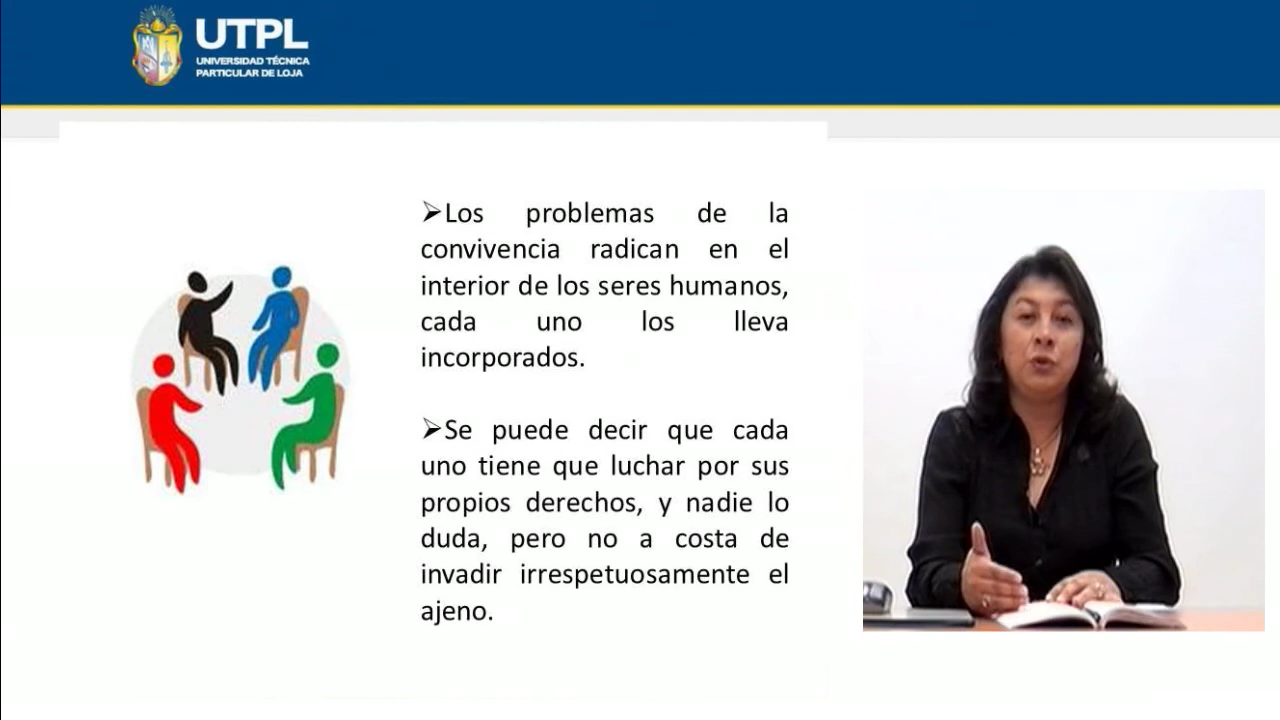 UTPL
UNIVERSIDAD TÉCNICA
PARTICULAR DE LOJA
➢Los problemas de la
convivencia radican en el
interior de los seres humanos,
cada uno los lleva
incorporados.
➢Se puede decir que cada
uno tiene que luchar por sus
propios derechos, y nadie lo
duda, pero no a costa de
invadir irrespetuosamente el
ajeno.